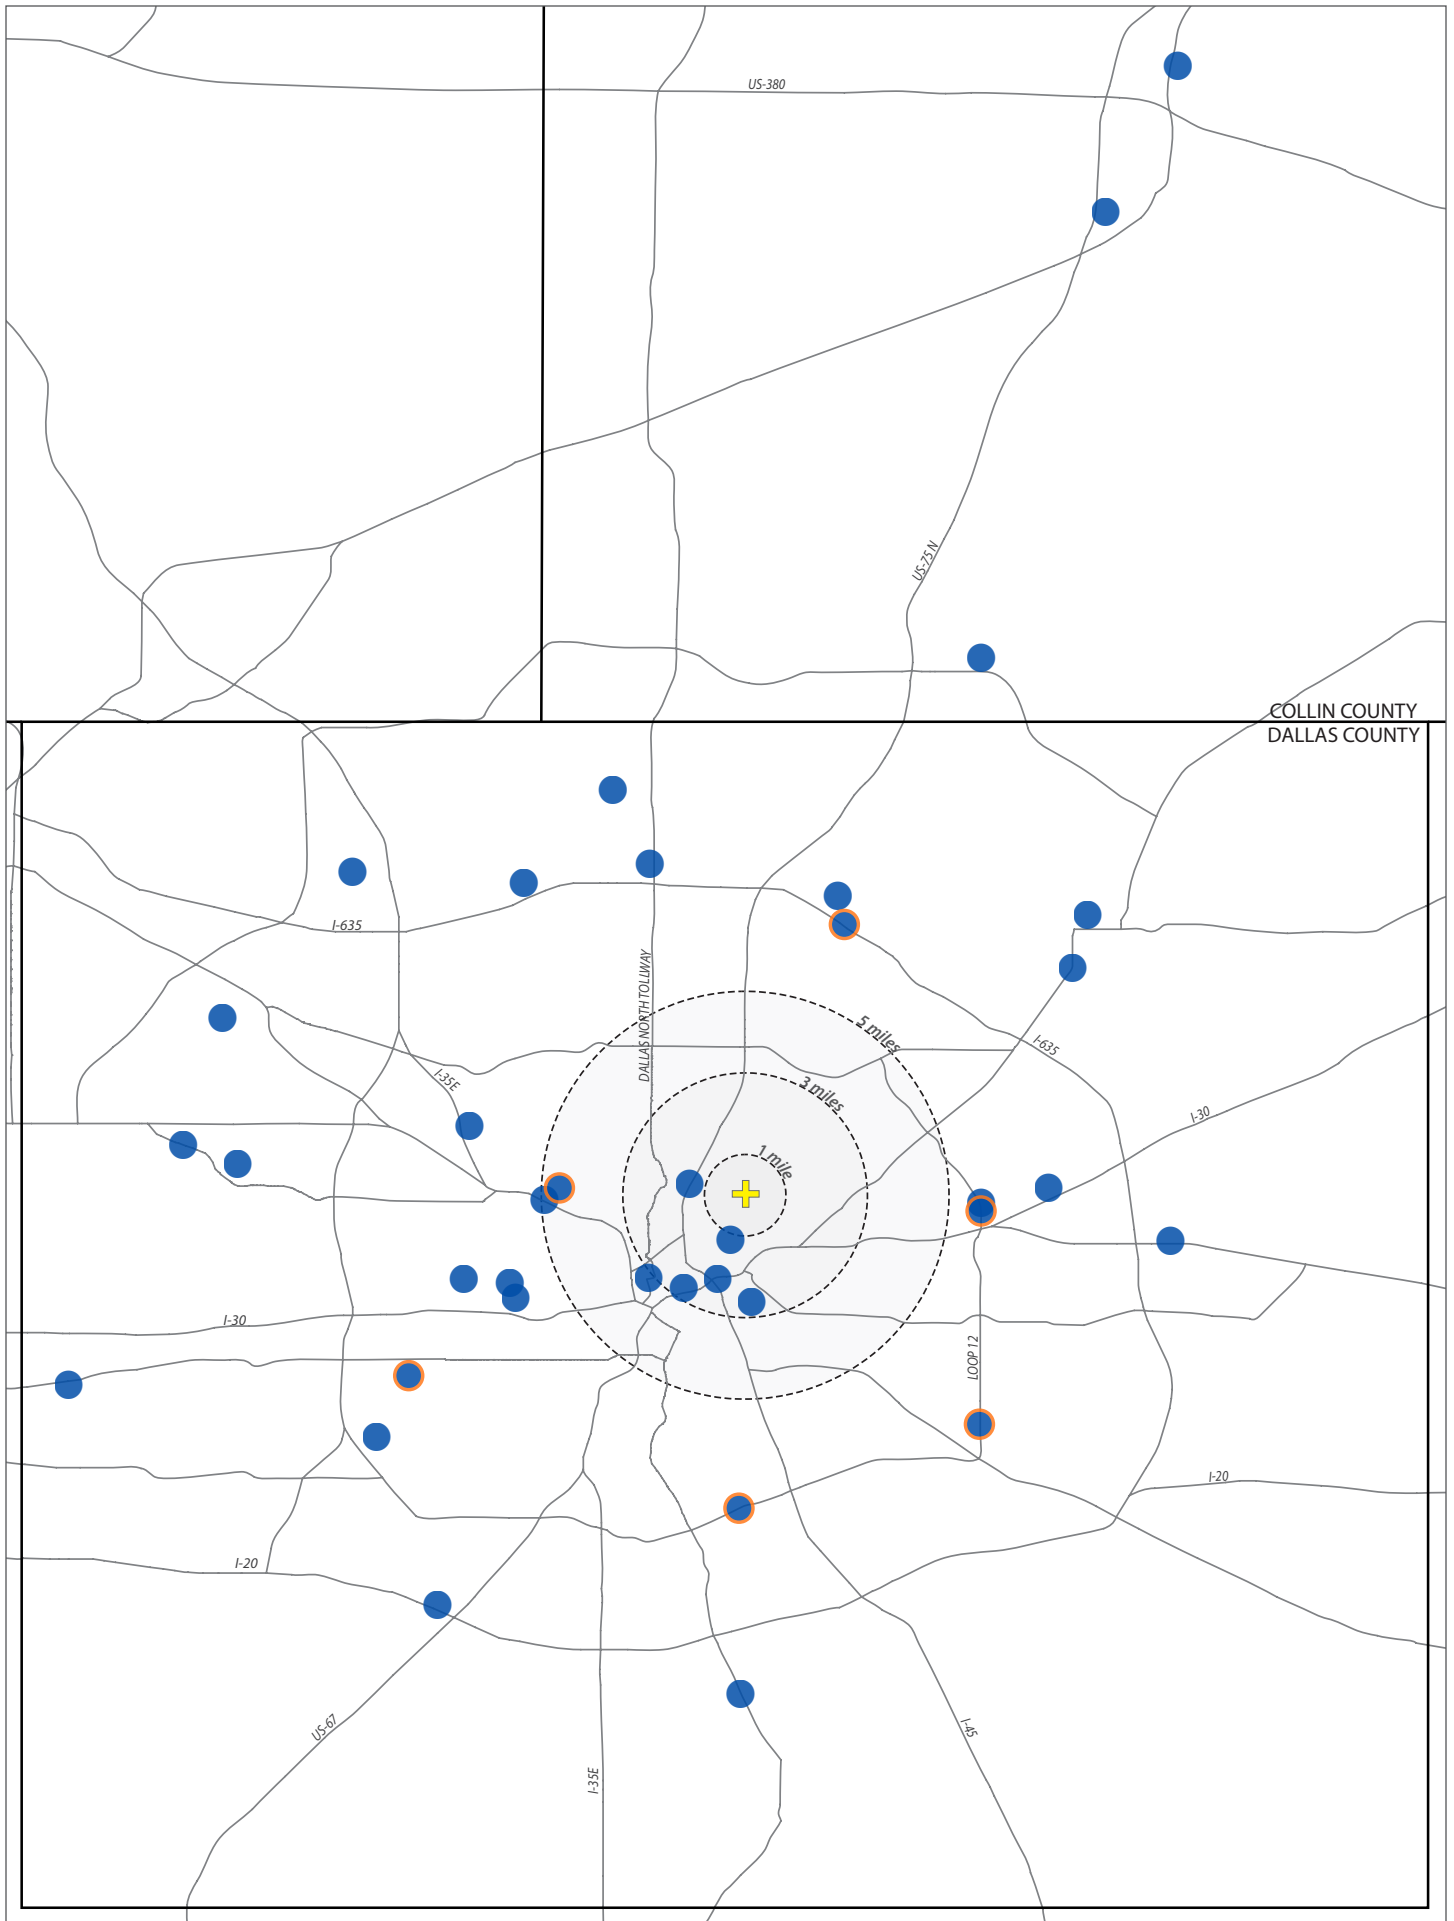 US-380
US-75 N
COLLIN COUNTY
DALLAS COUNTY
I-635
DALLAS NORTH TOLLWAY
5 miles
I-635
I-35E
3 miles
I-30
1 mile
I-30
LOOP 12
I-20
I-20
US-67
I-45
I-35E